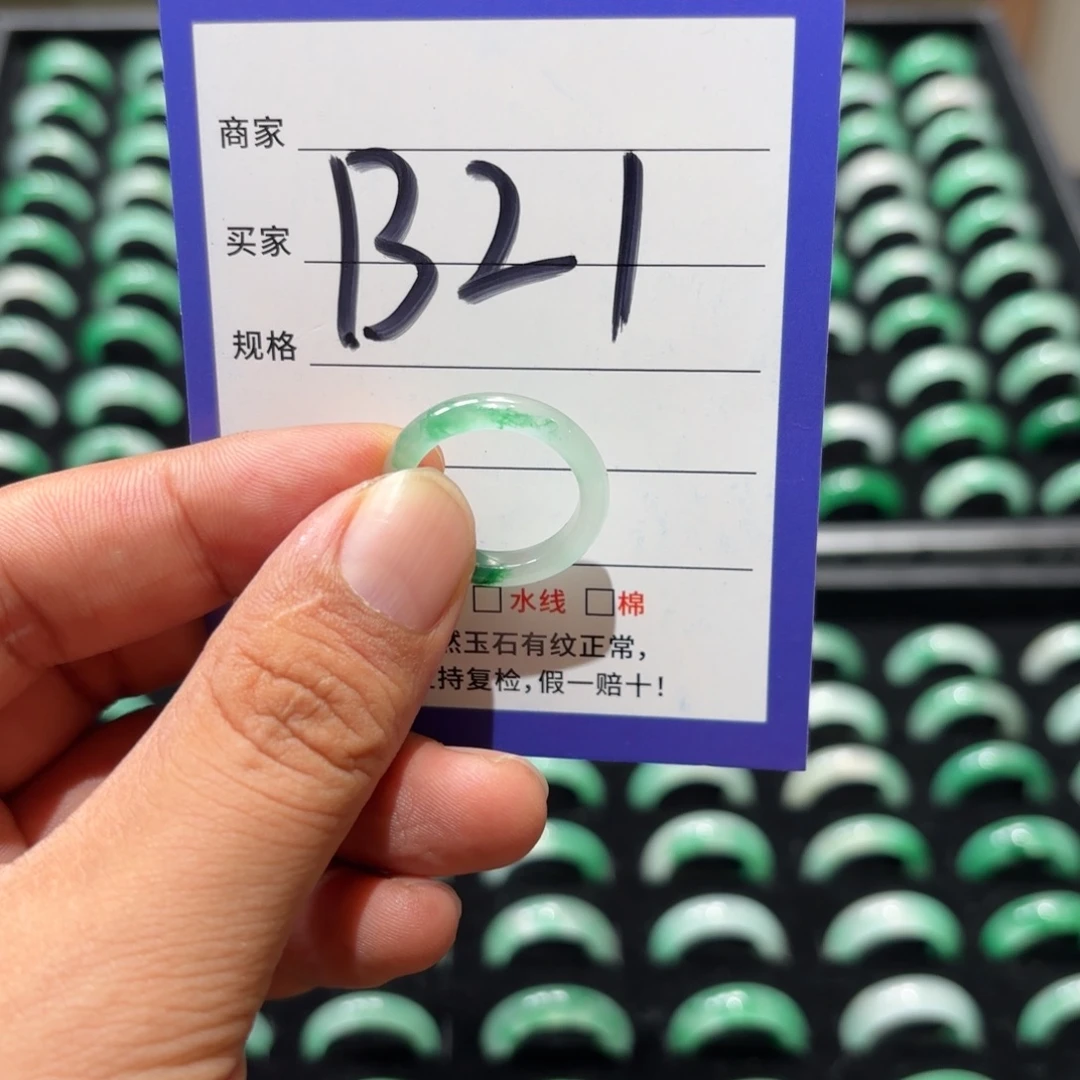 商家
B21
买家
规格
水线 棉
然玉石有纹正常，
持复检，假一赔十！